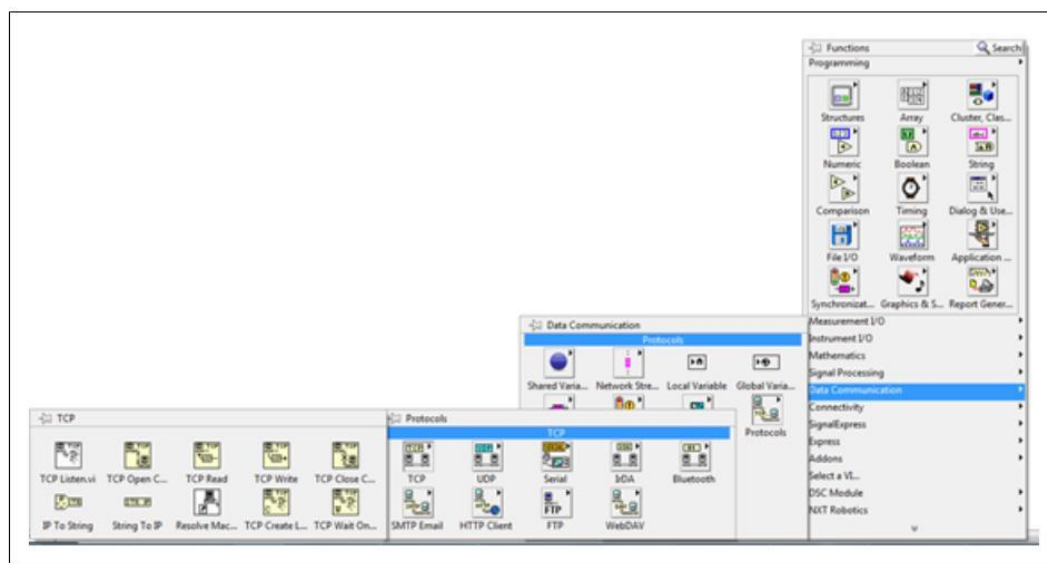 Functions Search
Programming
Structures Array Cluster, Clas...
Numeric Boolean String
Comparison Timing Dialog & Use...
File I/O Waveform Application ...
Synchronizat... Graphics & S... Report Gener...
Measurement I/O
Instrument I/O
Mathematics
Signal Processing
Data Communication
Connectivity
SignalExpress
Express
Addons
Select a VI...
DSC Module
NXT Robotics
Data Communication
Protocols
Shared Varia... Network Stre... Local Variable Global Varia...
Protocols
Protocols
TCP
TCP UDP Serial IrDA Bluetooth
SMTP Email HTTP Client FTP WebDAV
TCP
TCP Listen.vi TCP Open C... TCP Read TCP Write TCP Close C...
IP To String String To IP Resolve Mac... TCP Create L... TCP Wait On...